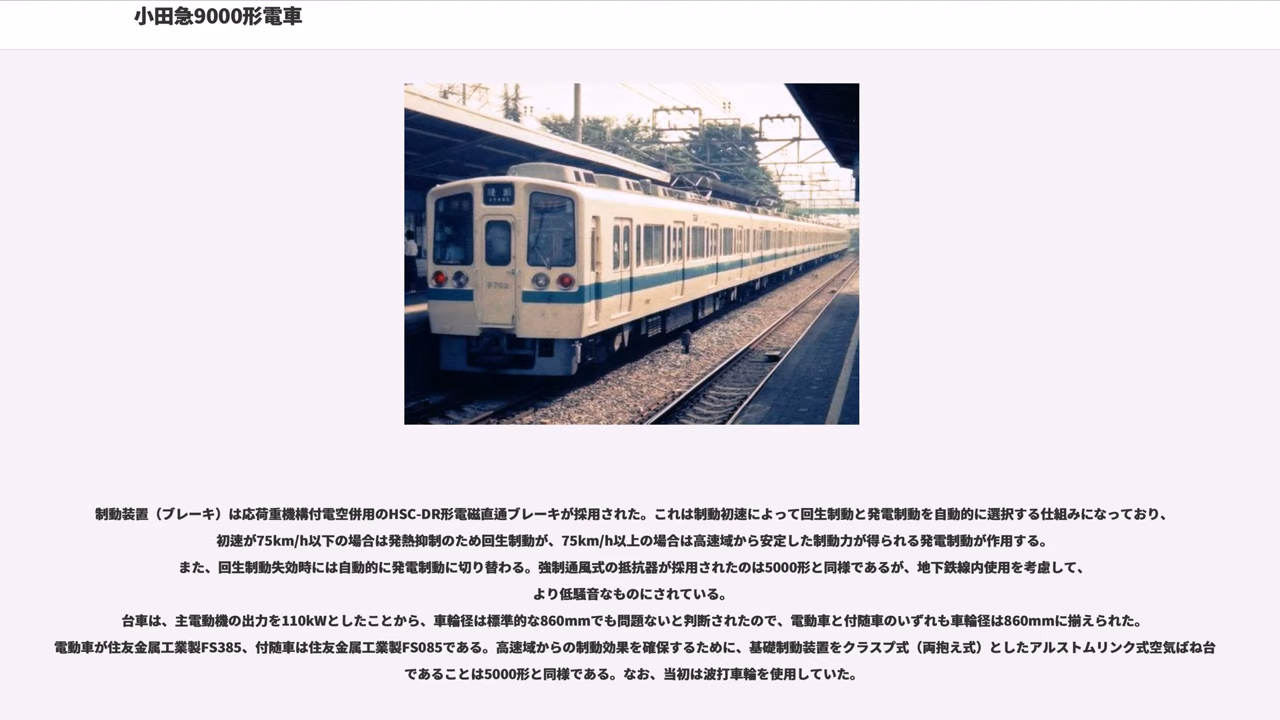 小田急9000形電車
制動装置（ブレーキ）は応荷重機構付電空併用のHSC-DR形電磁直通ブレーキが採用された。これは制動初速によって回生制動と発電制動を自動的に選択する仕組みになっており、
初速が75km/h以下の場合は発熱抑制のため回生制動が、75km/h以上の場合は高速域から安定した制動力が得られる発電制動が作用する。
また、回生制動失効時には自動的に発電制動に切り替わる。強制通風式の抵抗器が採用されたのは5000形と同様であるが、地下鉄線内使用を考慮して、
より低騒音なものにされている。
台車は、主電動機の出力を110kWとしたことから、車輪径は標準的な860mmでも問題ないと判断されたので、電動車と付随車のいずれも車輪径は860mmに揃えられた。
電動車が住友金属工業製FS385、付随車は住友金属工業製FS085である。高速域からの制動効果を確保するために、基礎制動装置をクラスプ式（両抱え式）としたアルストムリンク式空気ばね台
であることは5000形と同様である。なお、当初は波打車輪を使用していた。